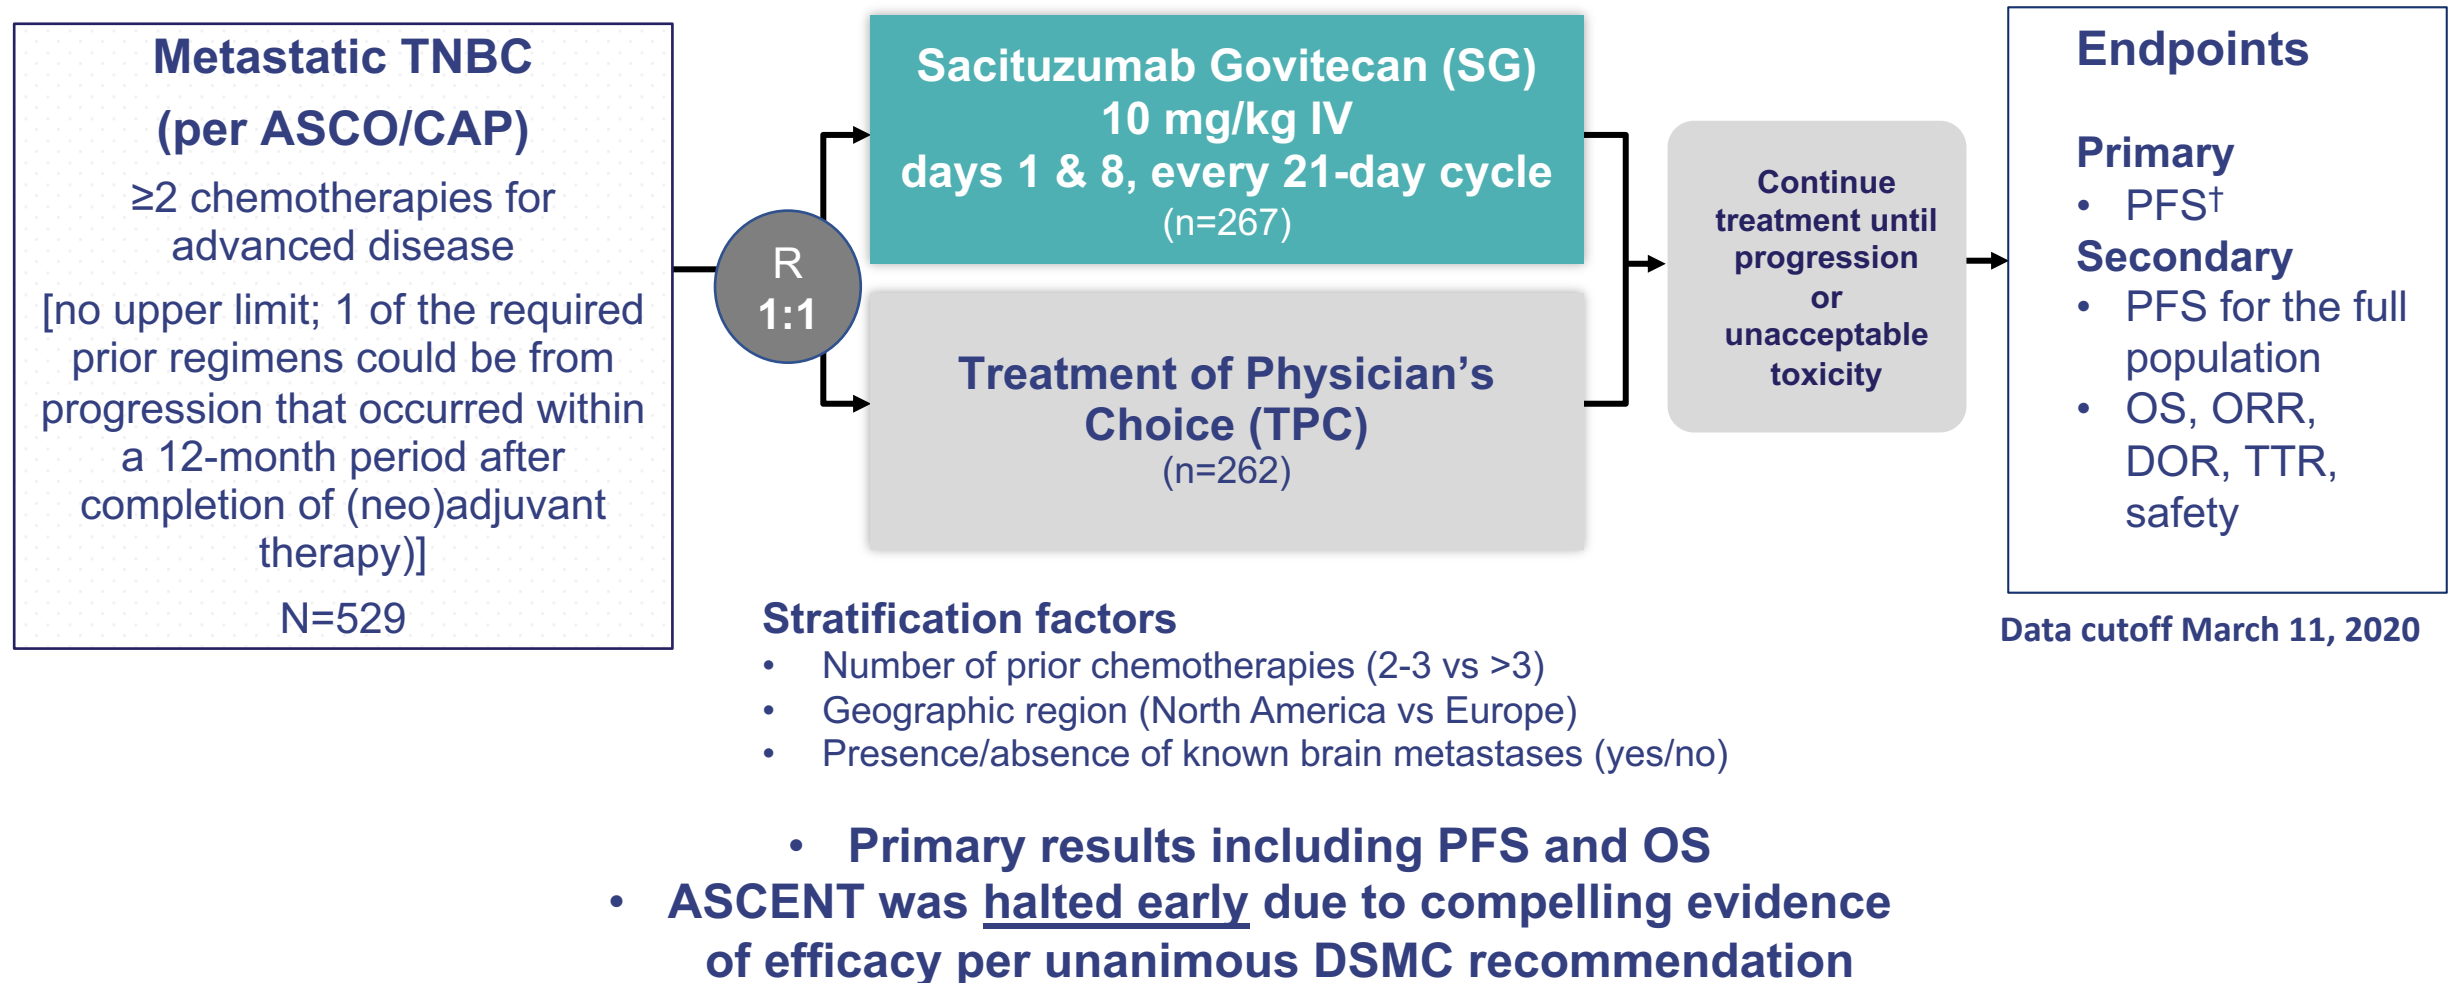 Metastatic TNBC
(per ASCO/CAP)
≥2 chemotherapies for
advanced disease
[no upper limit; 1 of the required
prior regimens could be from
progression that occurred within
a 12-month period after
completion of (neo)adjuvant
therapy)]
N=529
R
1:1
Sacituzumab Govitecan (SG)
10 mg/kg IV
days 1 & 8, every 21-day cycle
(n=267)
Treatment of Physician’s
Choice (TPC)
(n=262)
Continue
treatment until
progression
or
unacceptable
toxicity
Endpoints
Primary
• PFS†
Secondary
• PFS for the full
population
• OS, ORR,
DOR, TTR,
safety
Data cutoff March 11, 2020
Stratification factors
• Number of prior chemotherapies (2-3 vs >3)
• Geographic region (North America vs Europe)
• Presence/absence of known brain metastases (yes/no)
• Primary results including PFS and OS
• ASCENT was halted early due to compelling evidence
of efficacy per unanimous DSMC recommendation